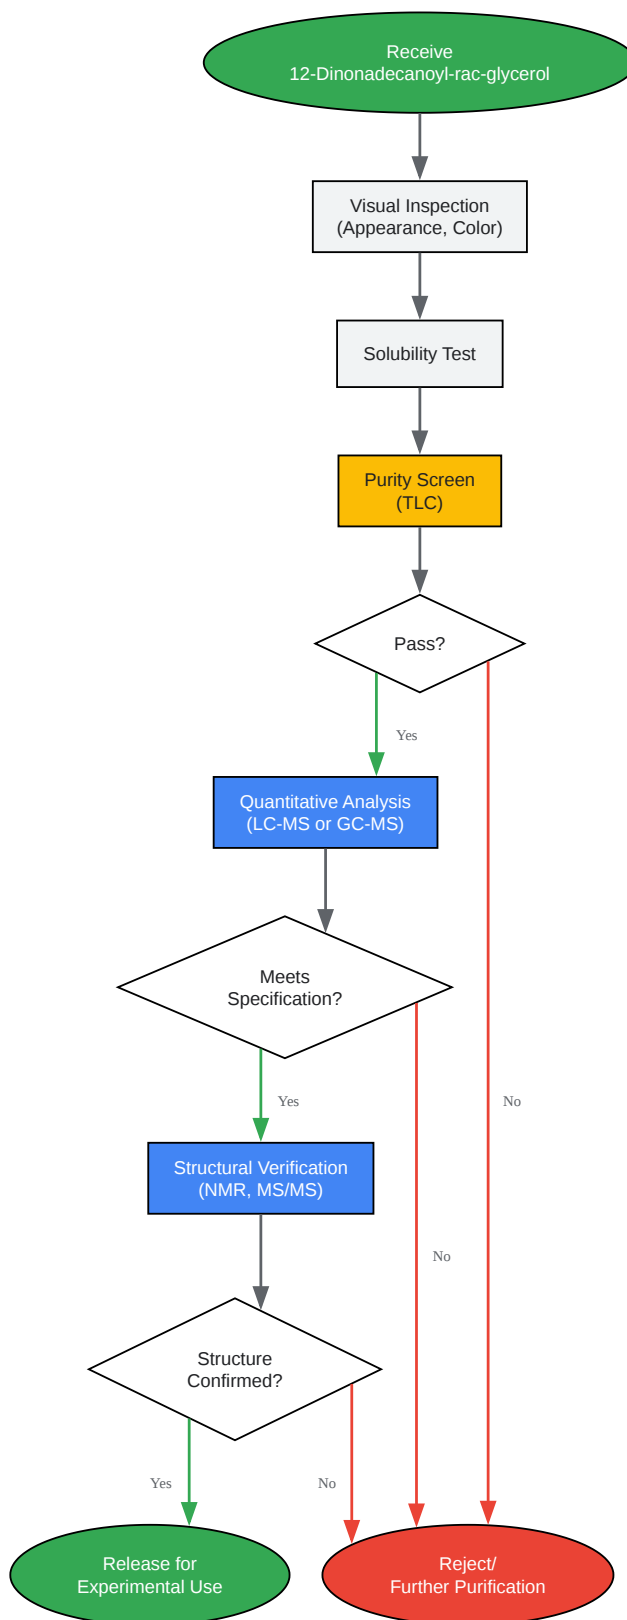 Receive
12-Dinonadecanoyl-rac-glycerol
Visual Inspection
(Appearance, Color)
Solubility Test
Purity Screen
(TLC)
Pass?
Yes
Quantitative Analysis
(LC-MS or GC-MS)
Meets
Specification?
Yes
No
Structural Verification
(NMR, MS/MS)
No
Structure
Confirmed?
Yes
No
Release for
Experimental Use
Reject/
Further Purification